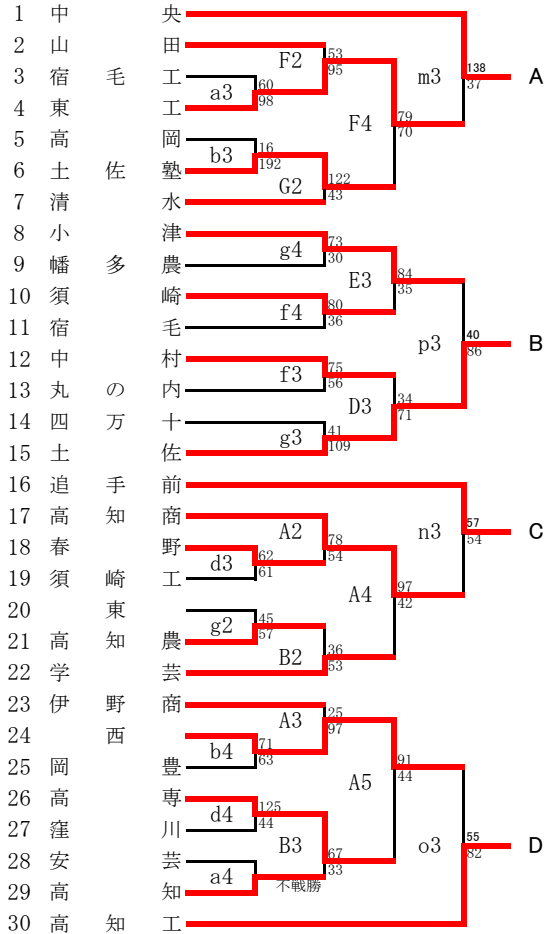 1 中央
2 山田
3 宿毛工
4 東工
5 高岡
6 土佐塾
7 清水
8 小津
9 幡多農
10 須崎
11 宿毛
12 中村
13 丸の内
14 四万十
15 土佐
16 追手前
17 高知商
18 春野
19 須崎工
20 東
21 高知農
22 学芸
23 伊野商
24 西
25 岡豊
26 高専
27 窪川
28 安芸
29 高知
30 高知工
a3 60 98
b3 16 192
F2 53 95
G2 122 43
F4 79 70
m3 138 37
A
g4 73 30
f4 80 36
f3 75 56
g3 41 109
E3 84 35
D3 34 71
p3 40 86
B
d3 62 61
g2 45 57
A2 78 54
B2 36 53
A4 97 42
n3 57 54
C
b4 71 63
d4 125 44
a4 不戦勝
A3 25 97
B3 67 33
A5 91 44
o3 55 82
D